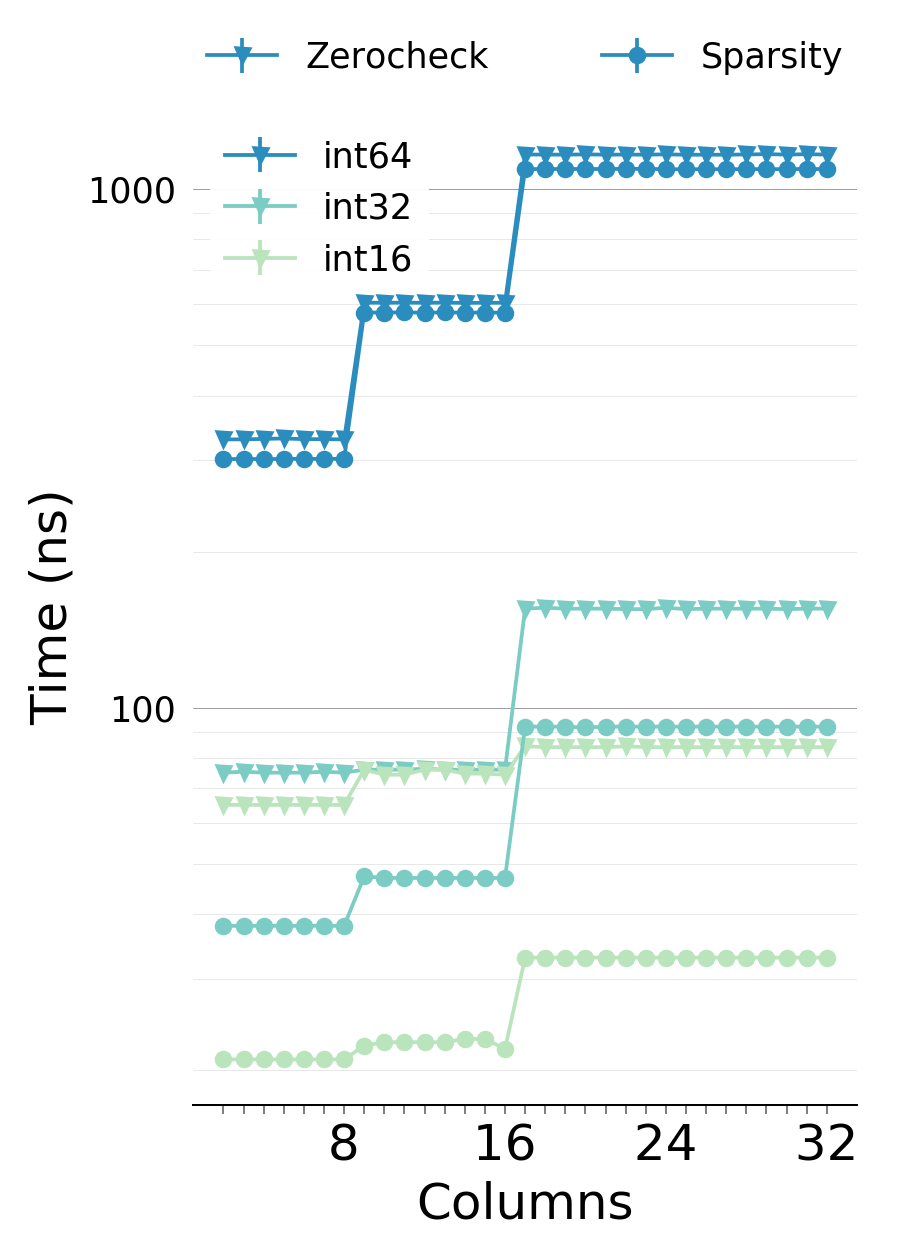 Zerocheck Sparsity
int64
int32
int16
1000
100
Time (ns)
8 16 24 32
Columns